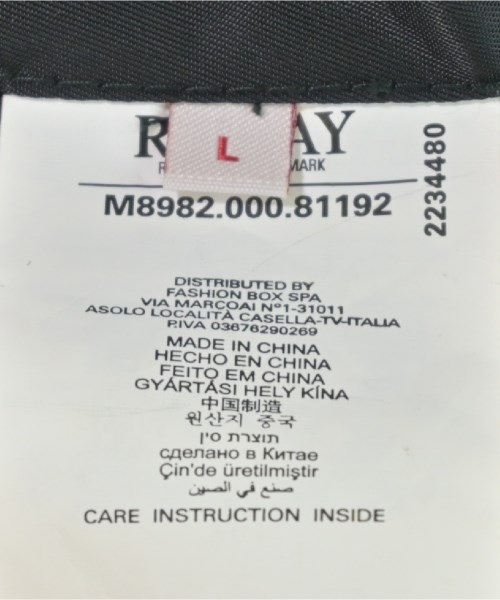 L
MARK
M8982.000.81192
2234480
DISTRIBUTED BY
FASHION BOX SPA
VIA MARCOAI Nº1-31011
ASOLO LOCALITÀ CASELLA-TV-ITALIA
P.IVA 03676290269
MADE IN CHINA
HECHO EN CHINA
FEITO EM CHINA
GYÁRTÁSI HELY KÍNA
中国制造
원산지 중국
תוצרת סין
сделано в Китае
Çin'de üretilmiştir
صنع في الصين
CARE INSTRUCTION INSIDE